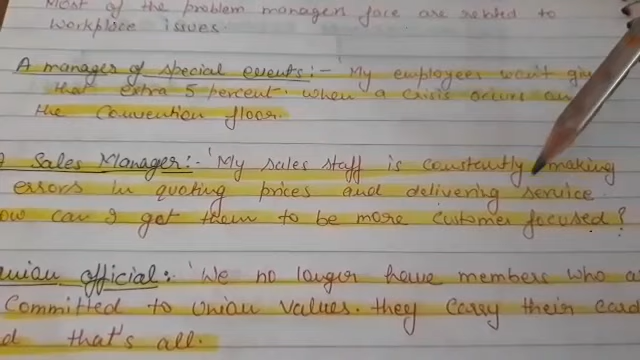 Most of the problem managers face are related to
workplace issues.
A manager of special events:- 'My employees won't giv
that extra 5 percent. when a crisis occurs on
the Convention floor.
Sales Manager:- 'My sales staff is constantly making
errors in quoting prices and delivering service.
ow can I get them to be more customer focused?
union official:- 'We no longer have members who a
Committed to Union values. they carry their card
d that's all.